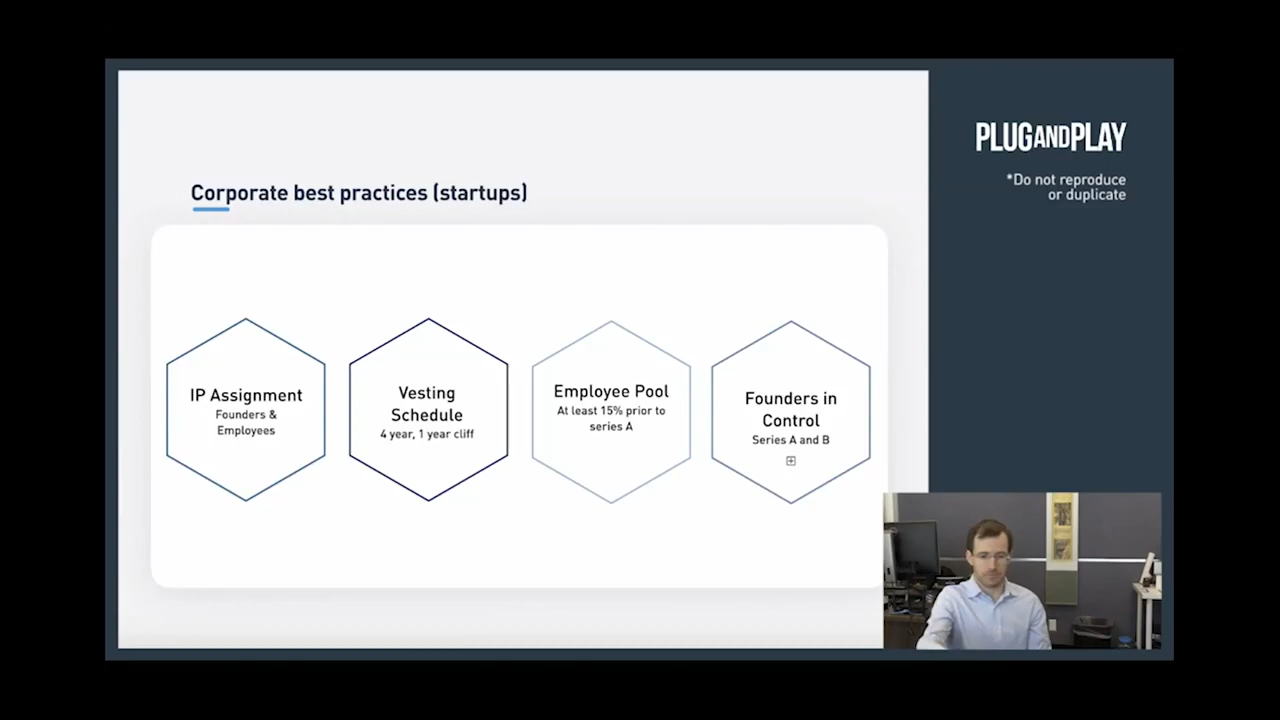 PLUGANDPLAY
*Do not reproduce
or duplicate
Corporate best practices (startups)
IP Assignment
Founders &
Employees
Vesting
Schedule
4 year, 1 year cliff
Employee Pool
At least 15% prior to
series A
Founders in
Control
Series A and B